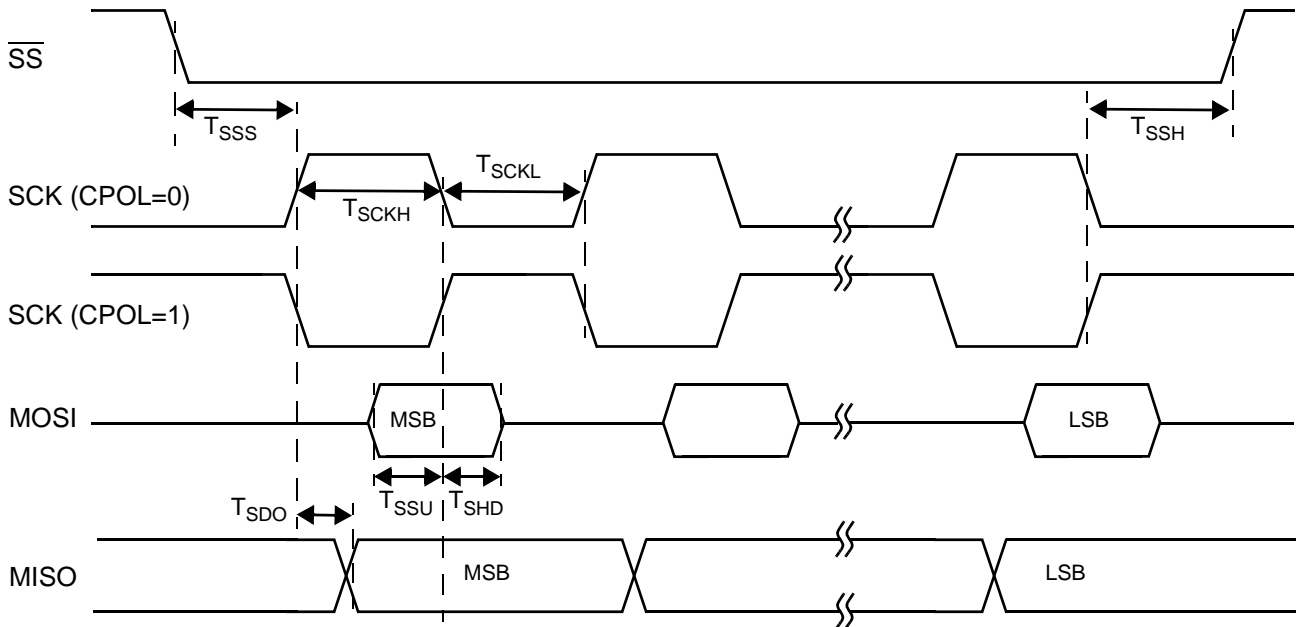 S̅S̅
T_SSS
T_SSH
SCK (CPOL=0)
T_SCKH
T_SCKL
SCK (CPOL=1)
MOSI
MSB
LSB
T_SSU
T_SHD
T_SDO
MISO
MSB
LSB